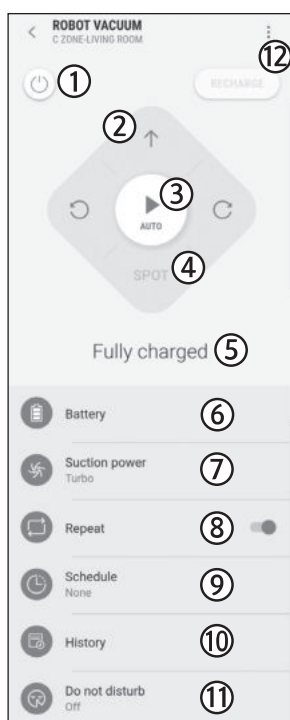 ROBOT VACUUM
C ZONE-LIVING ROOM
⑫
① RECHARGE
②
③
AUTO
SPOT ④
Fully charged ⑤
Battery ⑥
Suction power ⑦
Turbo
Repeat ⑧
Schedule ⑨
None
History ⑩
Do not disturb ⑪
Off